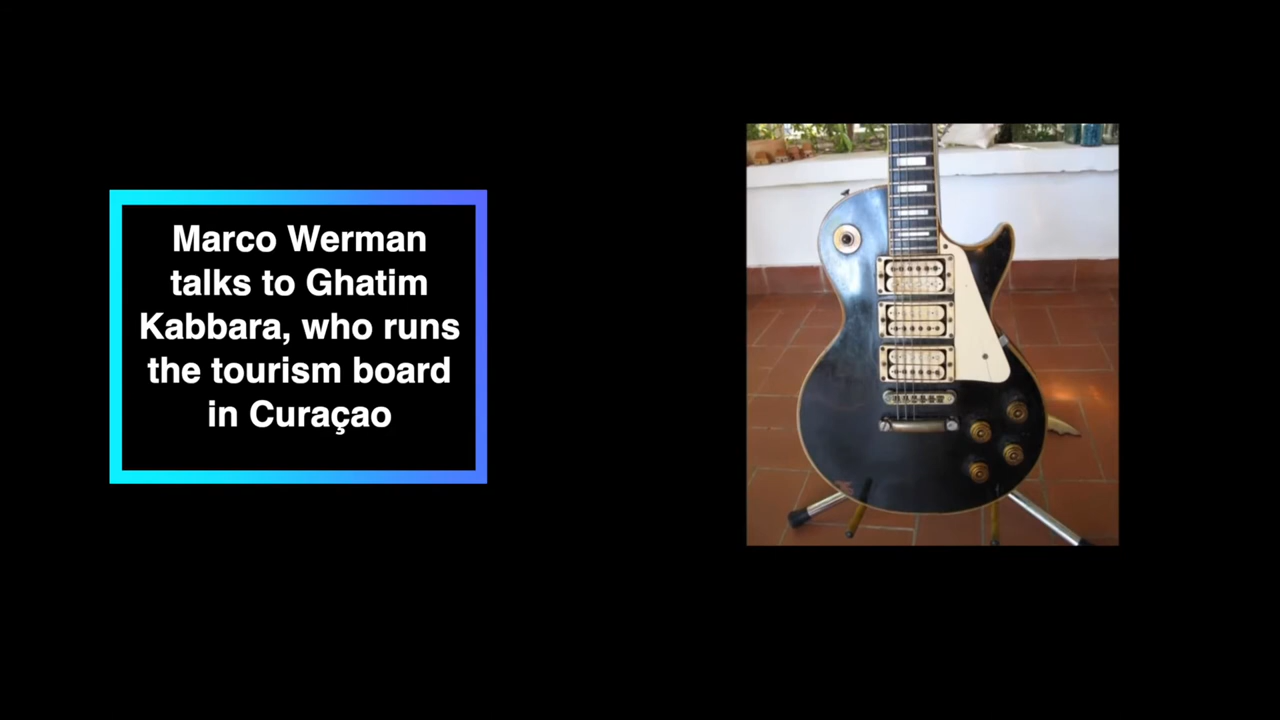 Marco Werman
talks to Ghatim
Kabbara, who runs
the tourism board
in Curaçao